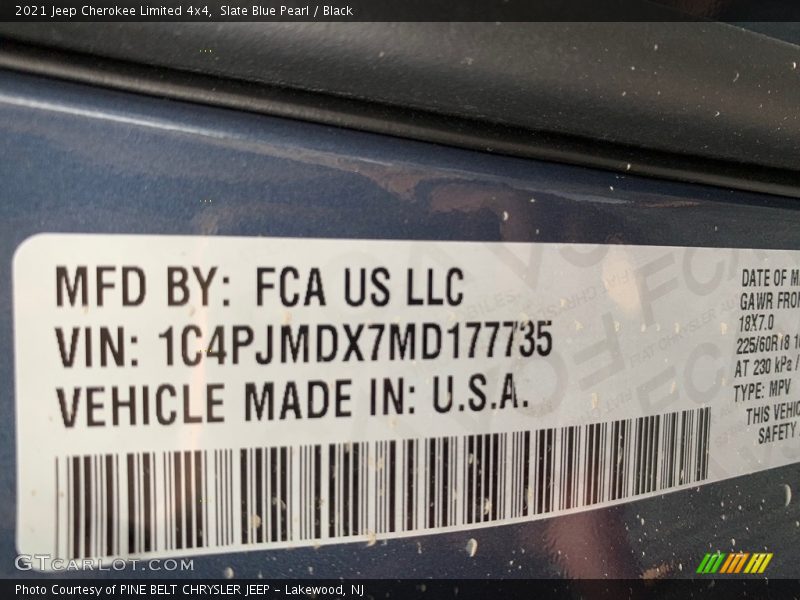 2021 Jeep Cherokee Limited 4x4, Slate Blue Pearl / Black
MFD BY: FCA US LLC
VIN: 1C4PJMDX7MD177735
VEHICLE MADE IN: U.S.A.
DATE OF M
GAWR FRO
18X7.0
225/60R18
AT 230 kPa /
TYPE: MPV
THIS VEHIC
SAFETY
GTCarLot.com
Photo Courtesy of PINE BELT CHRYSLER JEEP – Lakewood, NJ